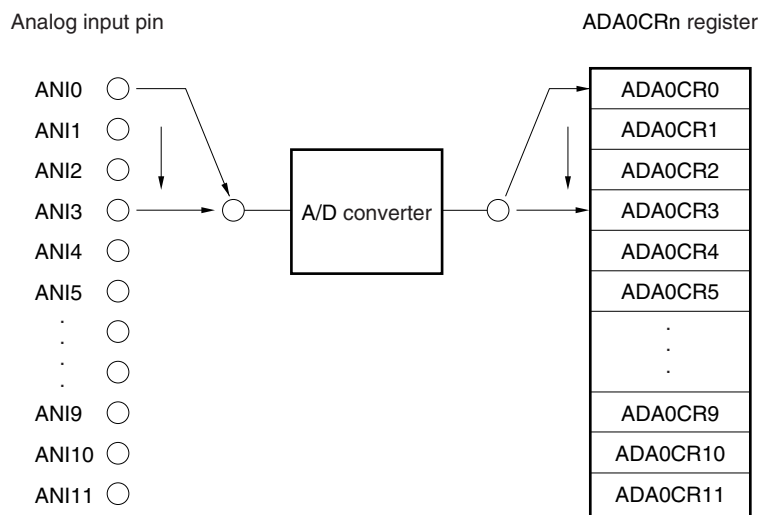 Analog input pin
ADA0CRn register
ANI0
ANI1
ANI2
ANI3
ANI4
ANI5
.
.
.
.
ANI9
ANI10
ANI11
A/D converter
ADA0CR0
ADA0CR1
ADA0CR2
ADA0CR3
ADA0CR4
ADA0CR5
.
.
.
ADA0CR9
ADA0CR10
ADA0CR11